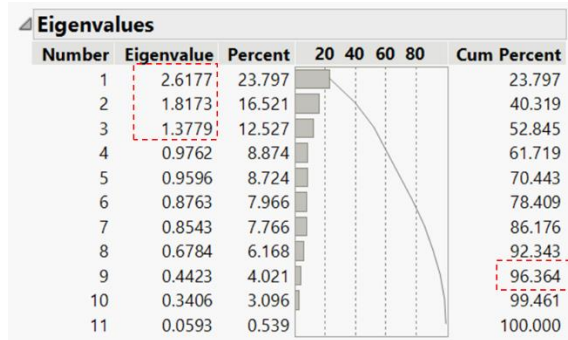 Eigenvalues
Number Eigenvalue Percent 20 40 60 80 Cum Percent
1 2.6177 23.797 23.797
2 1.8173 16.521 40.319
3 1.3779 12.527 52.845
4 0.9762 8.874 61.719
5 0.9596 8.724 70.443
6 0.8763 7.966 78.409
7 0.8543 7.766 86.176
8 0.6784 6.168 92.343
9 0.4423 4.021 96.364
10 0.3406 3.096 99.461
11 0.0593 0.539 100.000